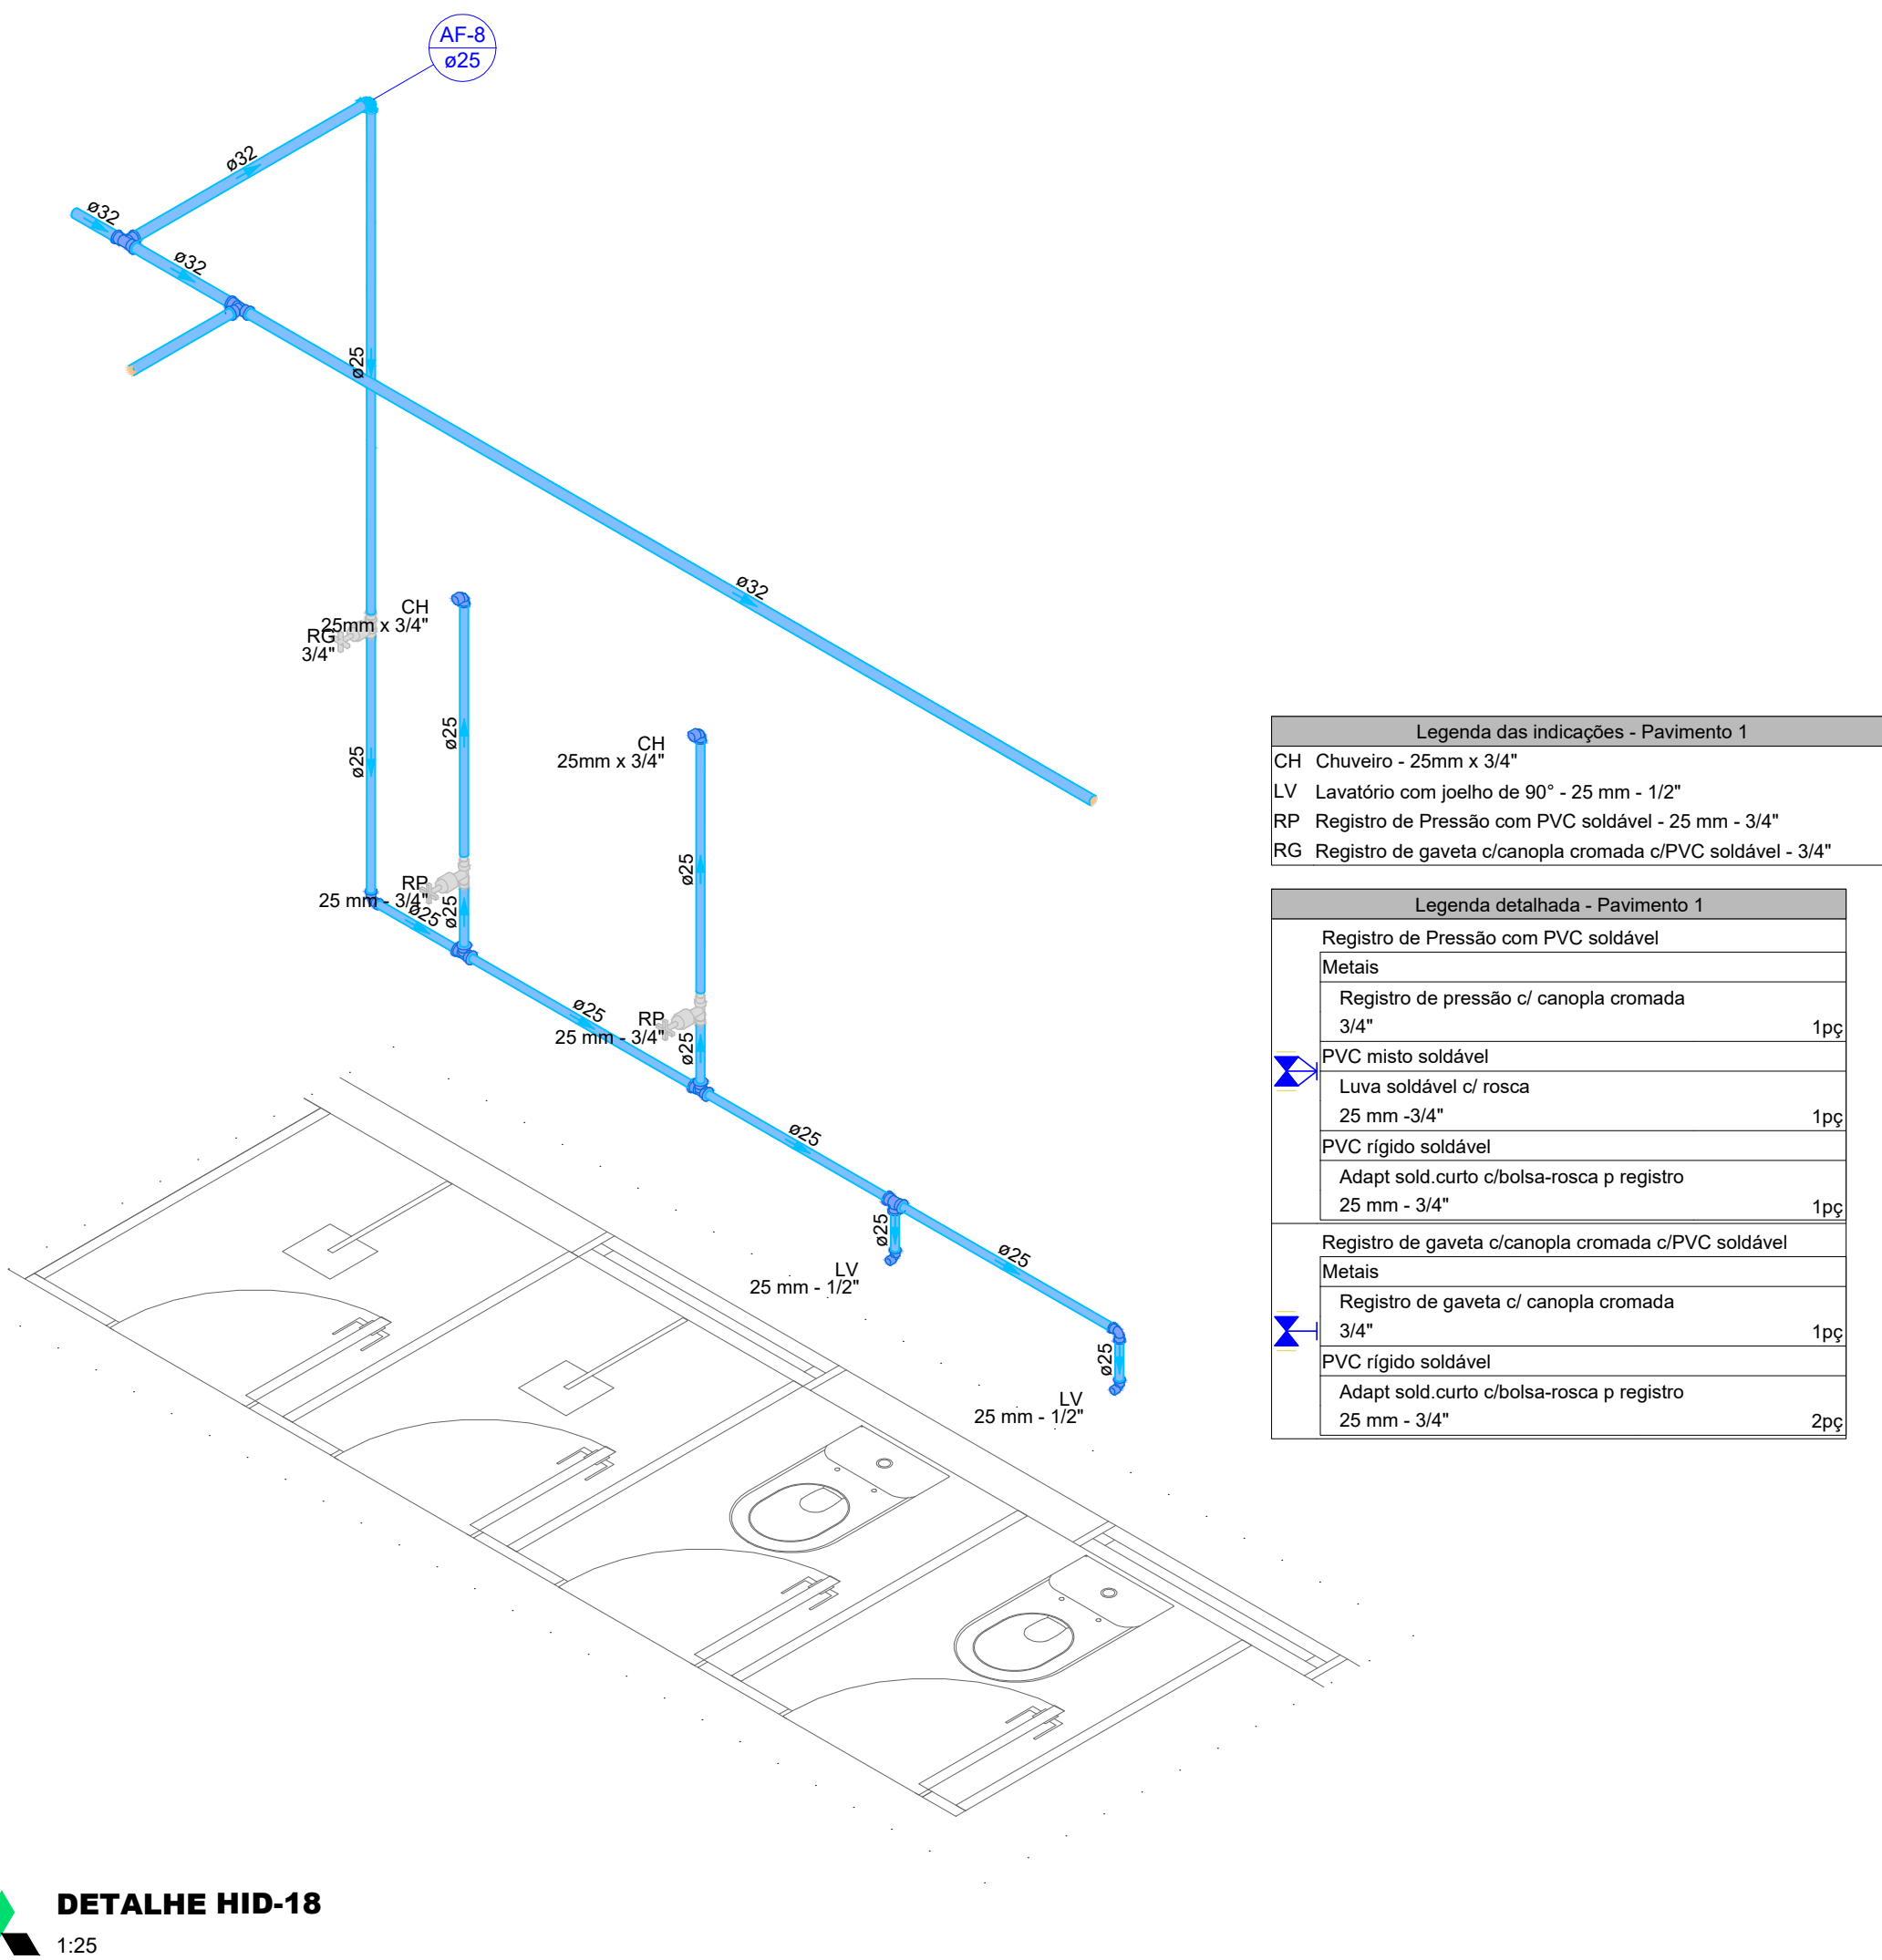 AF-8
ø25
ø32
ø32
ø32
ø25
ø32
CH
25mm x 3/4"
RG
3/4"
ø25
ø25
CH
25mm x 3/4"
ø25
RP
25 mm - 3/4"
ø25
ø25
ø25
RP
25 mm - 3/4"
ø25
ø25
ø25
LV
25 mm - 1/2"
ø25
ø25
LV
25 mm - 1/2"
Legenda das indicações - Pavimento 1
CH Chuveiro - 25mm x 3/4"
LV Lavatório com joelho de 90° - 25 mm - 1/2"
RP Registro de Pressão com PVC soldável - 25 mm - 3/4"
RG Registro de gaveta c/canopla cromada c/PVC soldável - 3/4"
Legenda detalhada - Pavimento 1
Registro de Pressão com PVC soldável
Metais
Registro de pressão c/ canopla cromada
3/4" 1pç
PVC misto soldável
Luva soldável c/ rosca
25 mm -3/4" 1pç
PVC rígido soldável
Adapt sold.curto c/bolsa-rosca p registro
25 mm - 3/4" 1pç
Registro de gaveta c/canopla cromada c/PVC soldável
Metais
Registro de gaveta c/ canopla cromada
3/4" 1pç
PVC rígido soldável
Adapt sold.curto c/bolsa-rosca p registro
25 mm - 3/4" 2pç
DETALHE HID-18
1:25